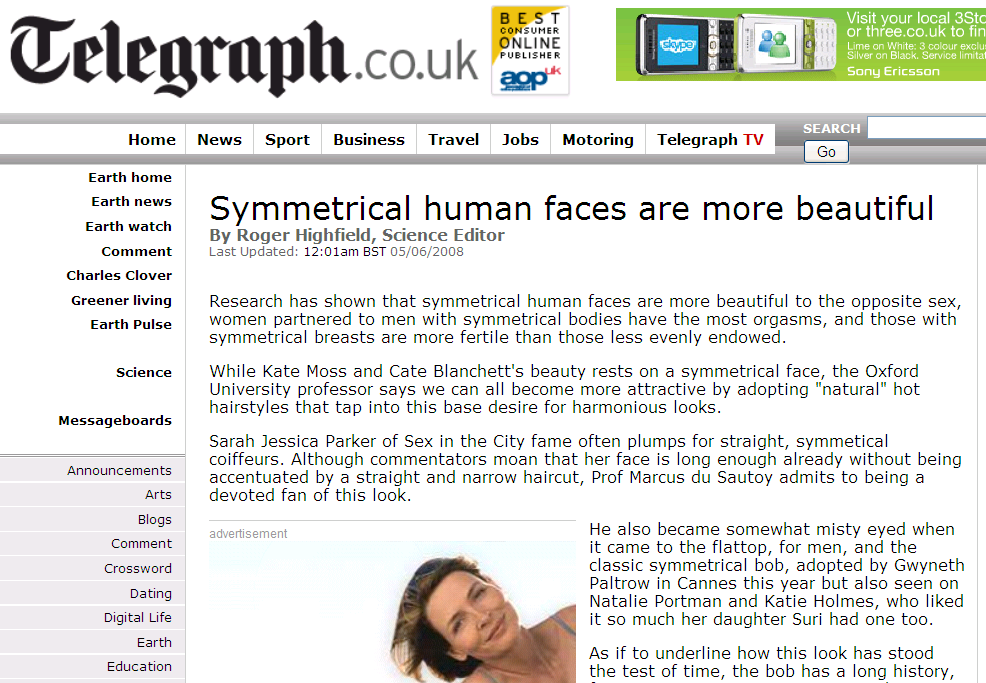 Telegraph.co.uk
BEST
CONSUMER
ONLINE
PUBLISHER
aop uk
Visit your local 3Sto
or three.co.uk to fin
Lime on White: 3 colour exclu
Silver on Black. Service limitat
Sony Ericsson
skype
Home News Sport Business Travel Jobs Motoring Telegraph TV
SEARCH
Go
Earth home
Earth news
Earth watch
Comment
Charles Clover
Greener living
Earth Pulse
Science
Messageboards
Announcements
Arts
Blogs
Comment
Crossword
Dating
Digital Life
Earth
Education
Symmetrical human faces are more beautiful
By Roger Highfield, Science Editor
Last Updated: 12:01am BST 05/06/2008
Research has shown that symmetrical human faces are more beautiful to the opposite sex,
women partnered to men with symmetrical bodies have the most orgasms, and those with
symmetrical breasts are more fertile than those less evenly endowed.
While Kate Moss and Cate Blanchett's beauty rests on a symmetrical face, the Oxford
University professor says we can all become more attractive by adopting "natural" hot
hairstyles that tap into this base desire for harmonious looks.
Sarah Jessica Parker of Sex in the City fame often plumps for straight, symmetical
coiffeurs. Although commentators moan that her face is long enough already without being
accentuated by a straight and narrow haircut, Prof Marcus du Sautoy admits to being a
devoted fan of this look.
advertisement
He also became somewhat misty eyed when
it came to the flattop, for men, and the
classic symmetrical bob, adopted by Gwyneth
Paltrow in Cannes this year but also seen on
Natalie Portman and Katie Holmes, who liked
it so much her daughter Suri had one too.
As if to underline how this look has stood
the test of time, the bob has a long history,